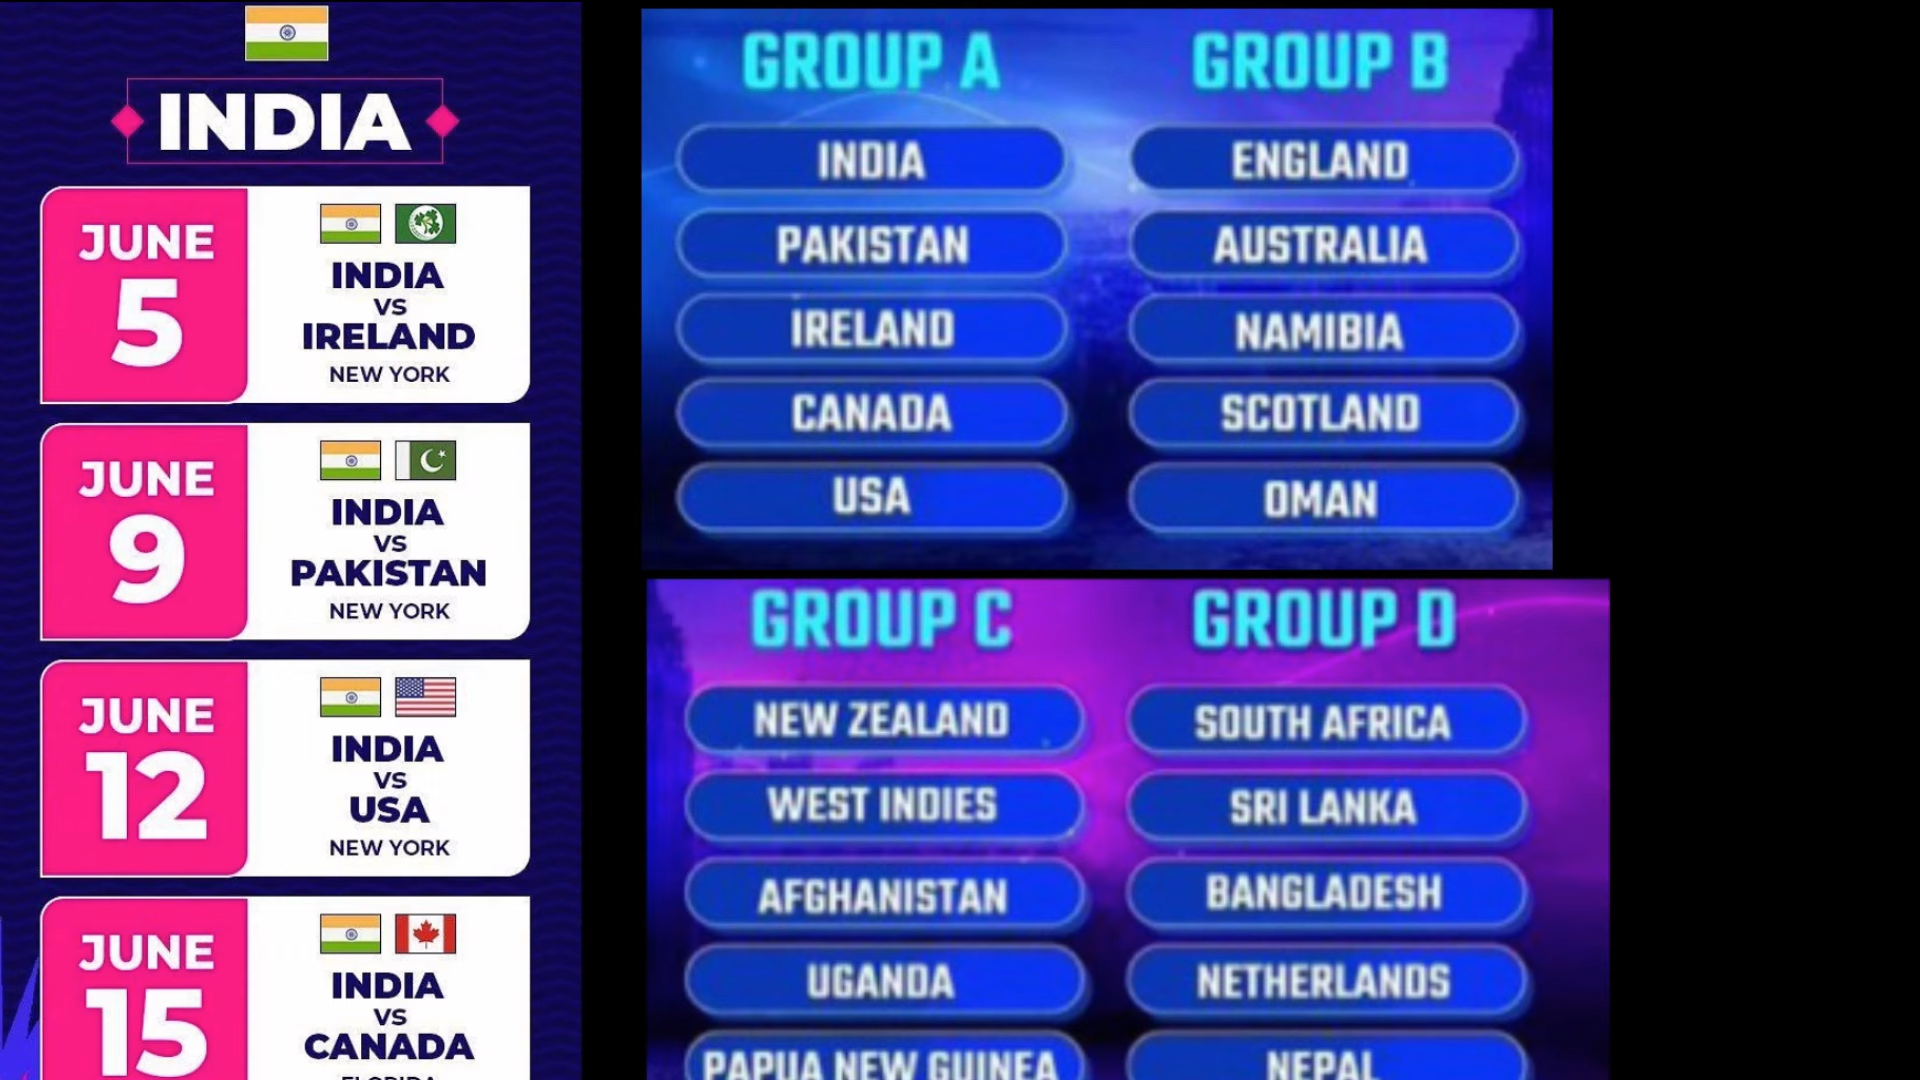 INDIA
JUNE
5
INDIA
VS
IRELAND
NEW YORK
JUNE
9
INDIA
VS
PAKISTAN
NEW YORK
JUNE
12
INDIA
VS
USA
NEW YORK
JUNE
15
INDIA
VS
CANADA
FLORIDA
GROUP A
INDIA
PAKISTAN
IRELAND
CANADA
USA
GROUP B
ENGLAND
AUSTRALIA
NAMIBIA
SCOTLAND
OMAN
GROUP C
NEW ZEALAND
WEST INDIES
AFGHANISTAN
UGANDA
PAPUA NEW GUINEA
GROUP D
SOUTH AFRICA
SRI LANKA
BANGLADESH
NETHERLANDS
NEPAL